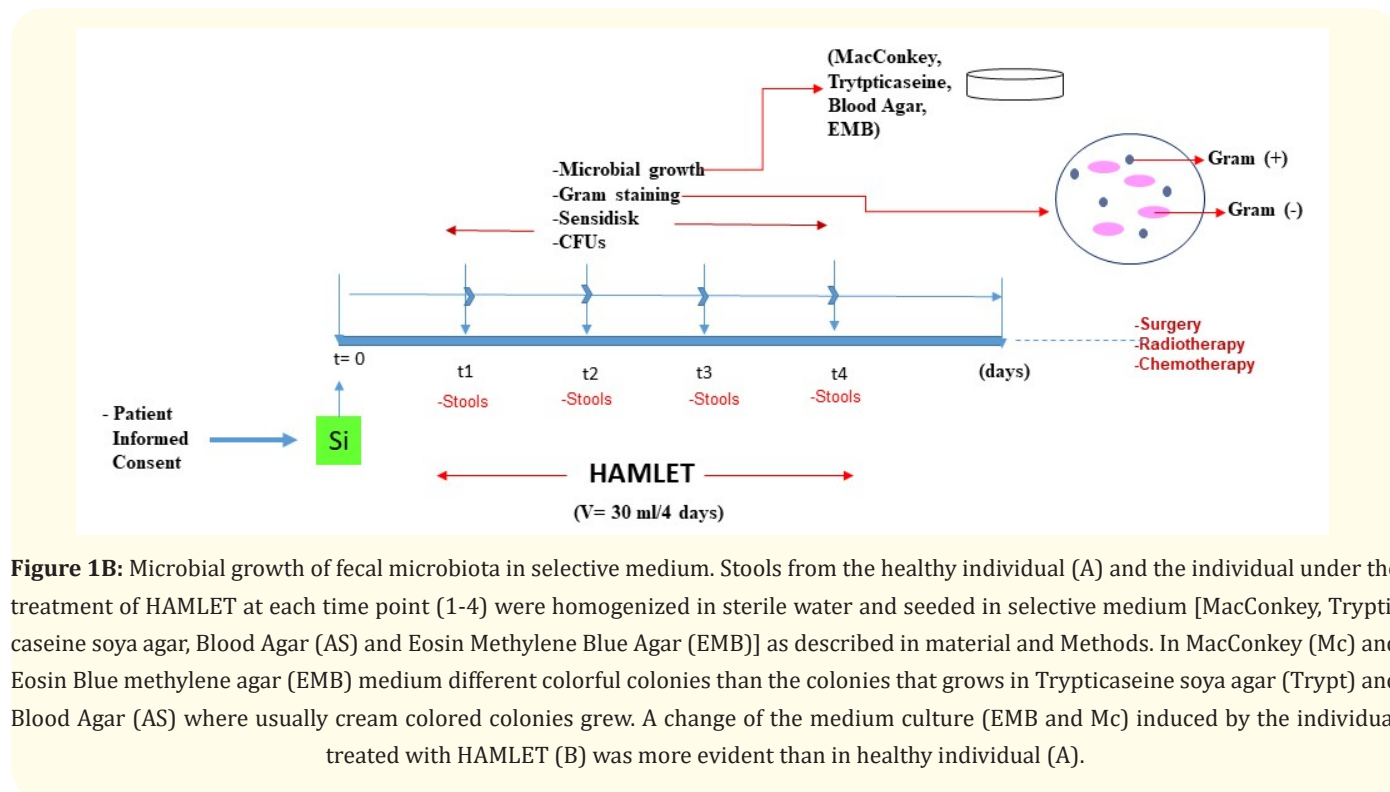 (MacConkey,
Trytpticaseine,
Blood Agar,
EMB)
-Microbial growth
-Gram staining
-Sensidisk
-CFUs
Gram (+)
Gram (-)
t= 0
t1
t2
t3
t4
(days)
-Stools
-Stools
-Stools
-Stools
-Surgery
-Radiotherapy
-Chemotherapy
- Patient
Informed
Consent
Si
HAMLET
(V= 30 ml/4 days)
Figure 1B: Microbial growth of fecal microbiota in selective medium. Stools from the healthy individual (A) and the individual under the
treatment of HAMLET at each time point (1-4) were homogenized in sterile water and seeded in selective medium [MacConkey, Trypti
caseine soya agar, Blood Agar (AS) and Eosin Methylene Blue Agar (EMB)] as described in material and Methods. In MacConkey (Mc) and
Eosin Blue methylene agar (EMB) medium different colorful colonies than the colonies that grows in Trypticaseine soya agar (Trypt) and
Blood Agar (AS) where usually cream colored colonies grew. A change of the medium culture (EMB and Mc) induced by the individua
treated with HAMLET (B) was more evident than in healthy individual (A).